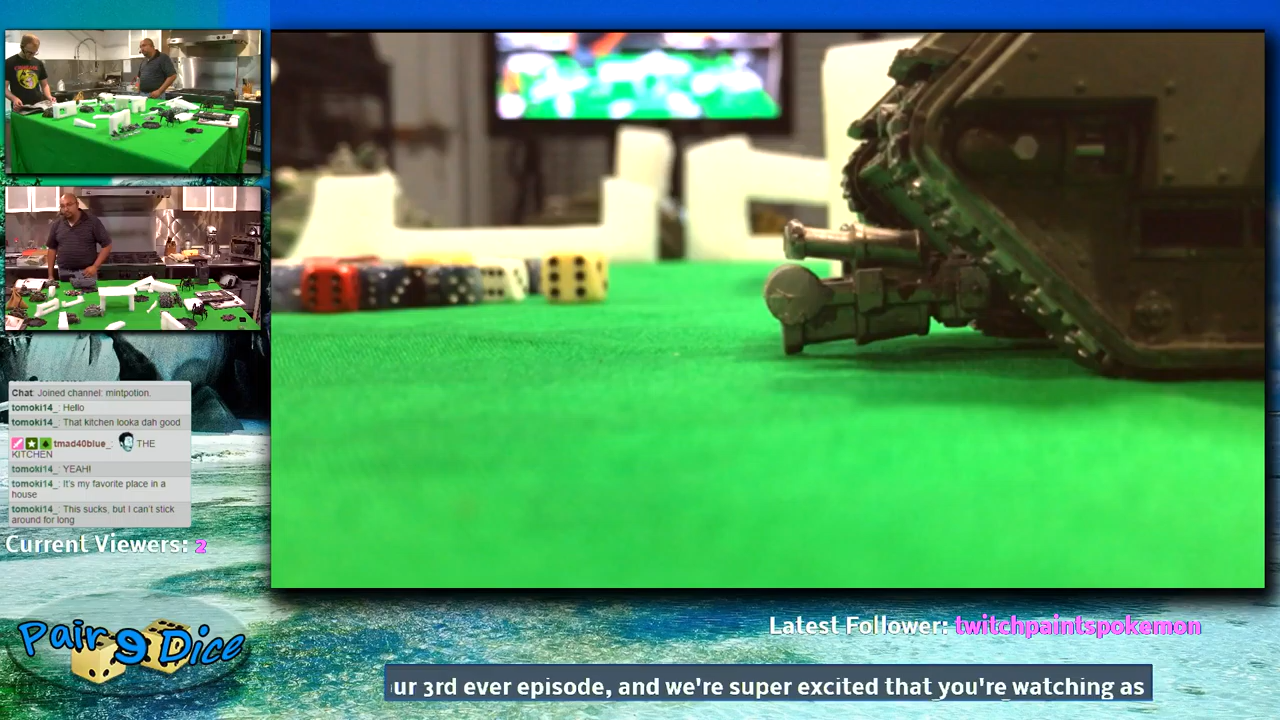 Chat: Joined channel: mintpotion.
tomoki14_: Hello
tomoki14_: That kitchen looka dah good
tmad40blue_: THE
KITCHEN
tomoki14_: YEAH!
tomoki14_: It's my favorite place in a
house
tomoki14_: This sucks, but I can't stick
around for long
Current Viewers: 2
Pair 9 Dice
Latest Follower: twitchpaintspokemon
ur 3rd ever episode, and we're super excited that you're watching as